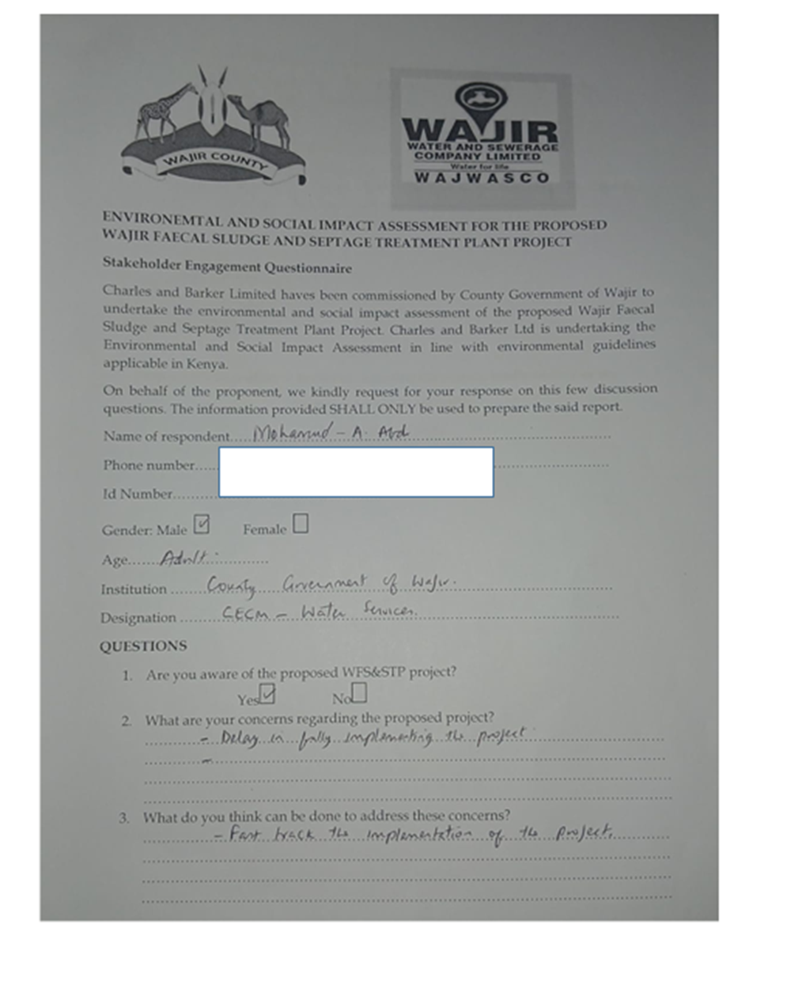 WAJIR COUNTY
WAJIR
WATER AND SEWERAGE
COMPANY LIMITED
Water for life
WAJWASCO
ENVIRONEMTAL AND SOCIAL IMPACT ASSESSMENT FOR THE PROPOSED
WAJIR FAECAL SLUDGE AND SEPTAGE TREATMENT PLANT PROJECT
Stakeholder Engagement Questionnaire
Charles and Barker Limited haves been commissioned by County Government of Wajir to
undertake the environmental and social impact assessment of the proposed Wajir Faecal
Sludge and Septage Treatment Plant Project. Charles and Barker Ltd is undertaking the
Environmental and Social Impact Assessment in line with environmental guidelines
applicable in Kenya.
On behalf of the proponent, we kindly request for your response on this few discussion
questions. The information provided SHALL ONLY be used to prepare the said report.
Name of respondent..... Mohamud - A.
Phone number.....
Id Number.........
Gender: Male ☑ Female ☐
Age...... Adult.
Institution ....... County Government of Wajir.
Designation ........ CECM - Water Services.
QUESTIONS
1. Are you aware of the proposed WFS&STP project?
Yes ☑ No ☐
2. What are your concerns regarding the proposed project?
- Delay in fully implementing the project
-
3. What do you think can be done to address these concerns?
- Fast track the implementation of the project.